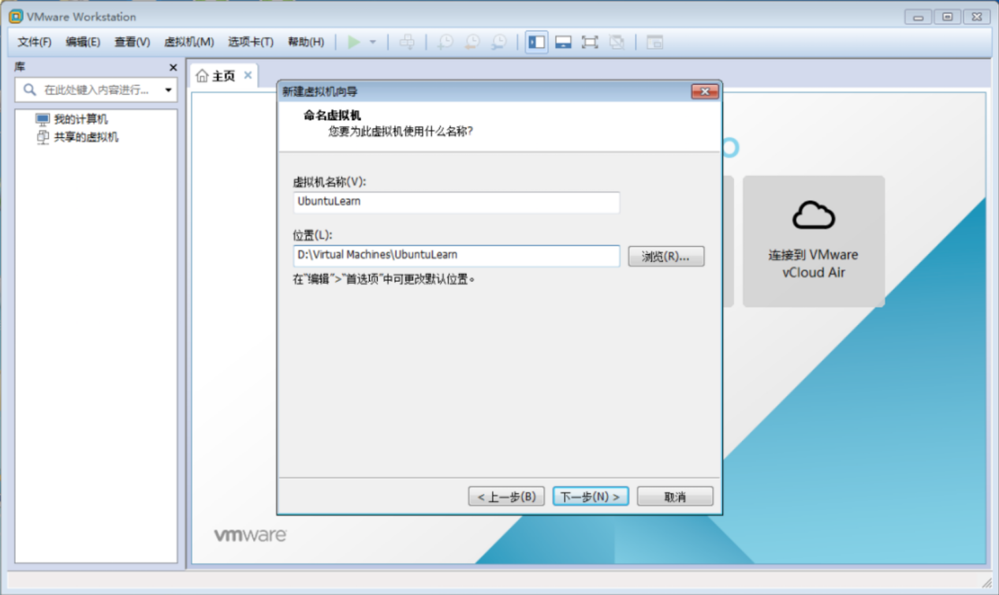 VMware Workstation
文件(F) 编辑(E) 查看(V) 虚拟机(M) 选项卡(T) 帮助(H)
库
在此处键入内容进行...
我的计算机
共享的虚拟机
主页
新建虚拟机向导
命名虚拟机
您要为此虚拟机使用什么名称?
虚拟机名称(V):
UbuntuLearn
位置(L):
D:\Virtual Machines\UbuntuLearn
浏览(R)...
在"编辑">"首选项"中可更改默认位置。
< 上一步(B) 下一步(N) > 取消
连接到 VMware
vCloud Air
vmware